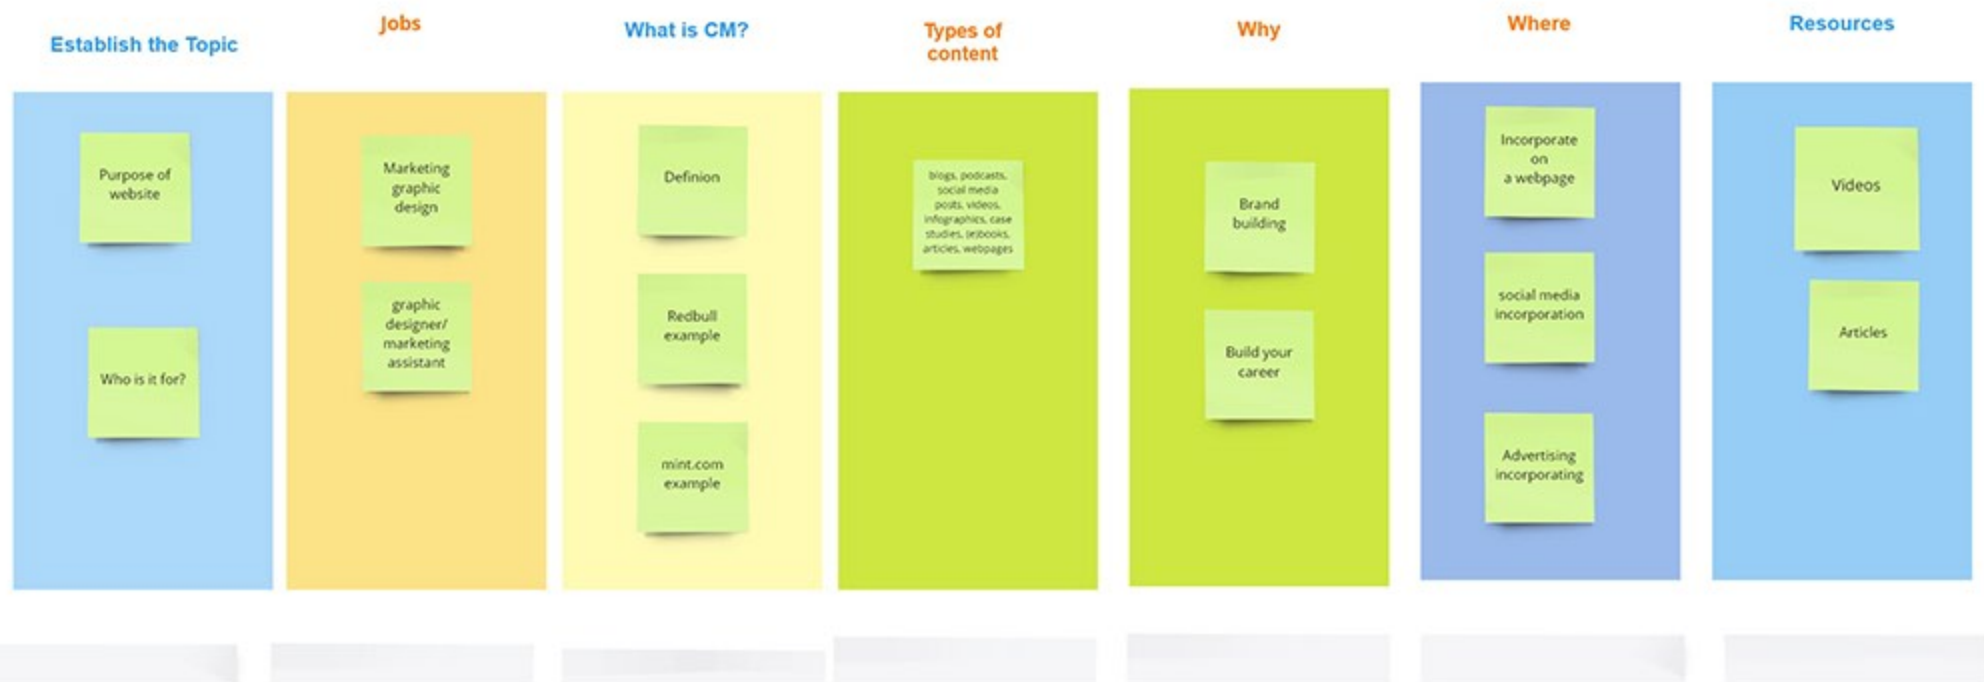 Establish the Topic
Purpose of
website
Who is it for?
Jobs
Marketing
graphic
design
graphic
designer/
marketing
assistant
What is CM?
Definion
Redbull
example
mint.com
example
Types of
content
blogs, podcasts,
social media
posts, videos,
infographics, case
studies, (e)books,
articles, webpages
Why
Brand
building
Build your
career
Where
Incorporate
on
a webpage
social media
incorporation
Advertising
incorporating
Resources
Videos
Articles